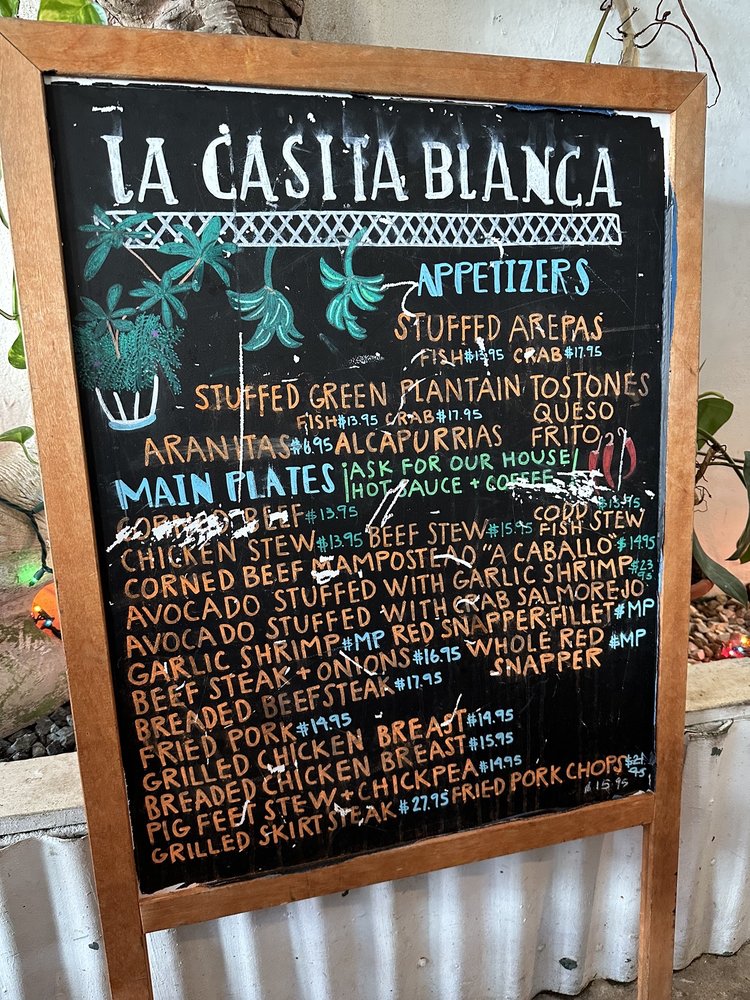 LA CASITA BLANCA
APPETIZERS
STUFFED AREPAS
FISH $13.95 CRAB $17.95
STUFFED GREEN PLANTAIN TOSTONES
FISH $13.95 CRAB $17.95 QUESO
ARANITAS $6.95 ALCAPURRIAS FRITO
MAIN PLATES ¡ASK FOR OUR HOUSE
HOT SAUCE + COFFEE!
CORNED BEEF $13.95 CODD $13.95
CHICKEN STEW $13.95 BEEF STEW $15.95 FISH STEW
CORNED BEEF MAMPOSTEAO "A CABALLO" $14.95
AVOCADO STUFFED WITH GARLIC SHRIMP $23 95
AVOCADO STUFFED WITH CRAB SALMOREJO
GARLIC SHRIMP $MP RED SNAPPER FILLET $MP
BEEF STEAK + ONIONS $16.95 WHOLE RED $MP
BREADED BEEFSTEAK $17.95 SNAPPER
FRIED PORK $14.95
GRILLED CHICKEN BREAST $14.95
BREADED CHICKEN BREAST $15.95
PIG FEET STEW + CHICKPEA $14.95
GRILLED SKIRT STEAK $27.95 FRIED PORK CHOPS $15.95